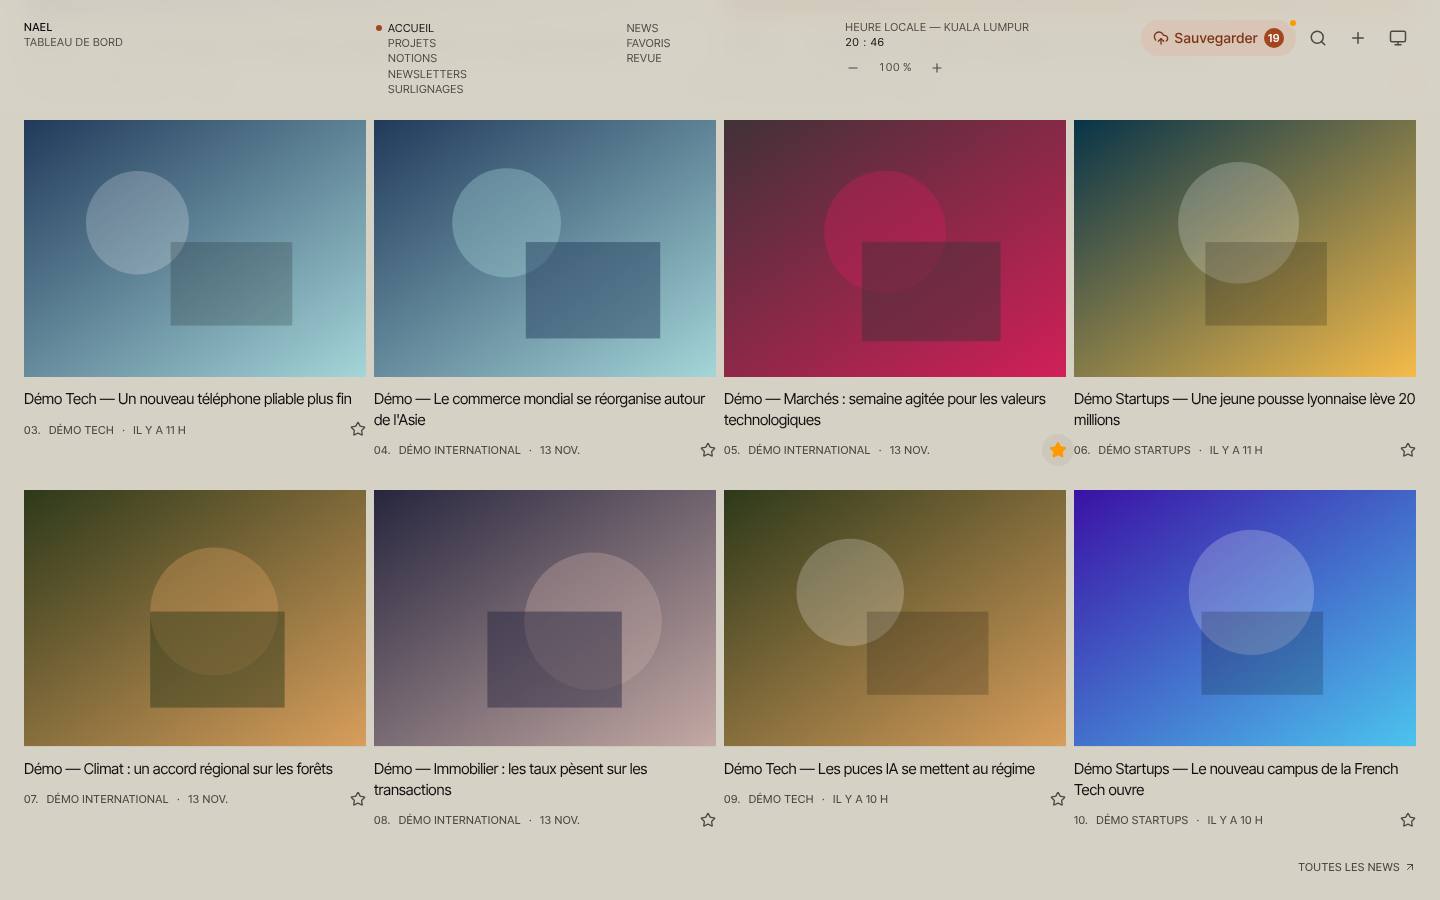 NAEL
TABLEAU DE BORD
ACCUEIL
PROJETS
NOTIONS
NEWSLETTERS
SURLIGNAGES
NEWS
FAVORIS
REVUE
HEURE LOCALE — KUALA LUMPUR
20 : 46
— 100 % +
Sauvegarder 19
Démo Tech — Un nouveau téléphone pliable plus fin
03. DÉMO TECH · IL Y A 11 H
Démo — Le commerce mondial se réorganise autour
de l'Asie
04. DÉMO INTERNATIONAL · 13 NOV.
Démo — Marchés : semaine agitée pour les valeurs
technologiques
05. DÉMO INTERNATIONAL · 13 NOV.
Démo Startups — Une jeune pousse lyonnaise lève 20
millions
06. DÉMO STARTUPS · IL Y A 11 H
Démo — Climat : un accord régional sur les forêts
07. DÉMO INTERNATIONAL · 13 NOV.
Démo — Immobilier : les taux pèsent sur les
transactions
08. DÉMO INTERNATIONAL · 13 NOV.
Démo Tech — Les puces IA se mettent au régime
09. DÉMO TECH · IL Y A 10 H
Démo Startups — Le nouveau campus de la French
Tech ouvre
10. DÉMO STARTUPS · IL Y A 10 H
TOUTES LES NEWS